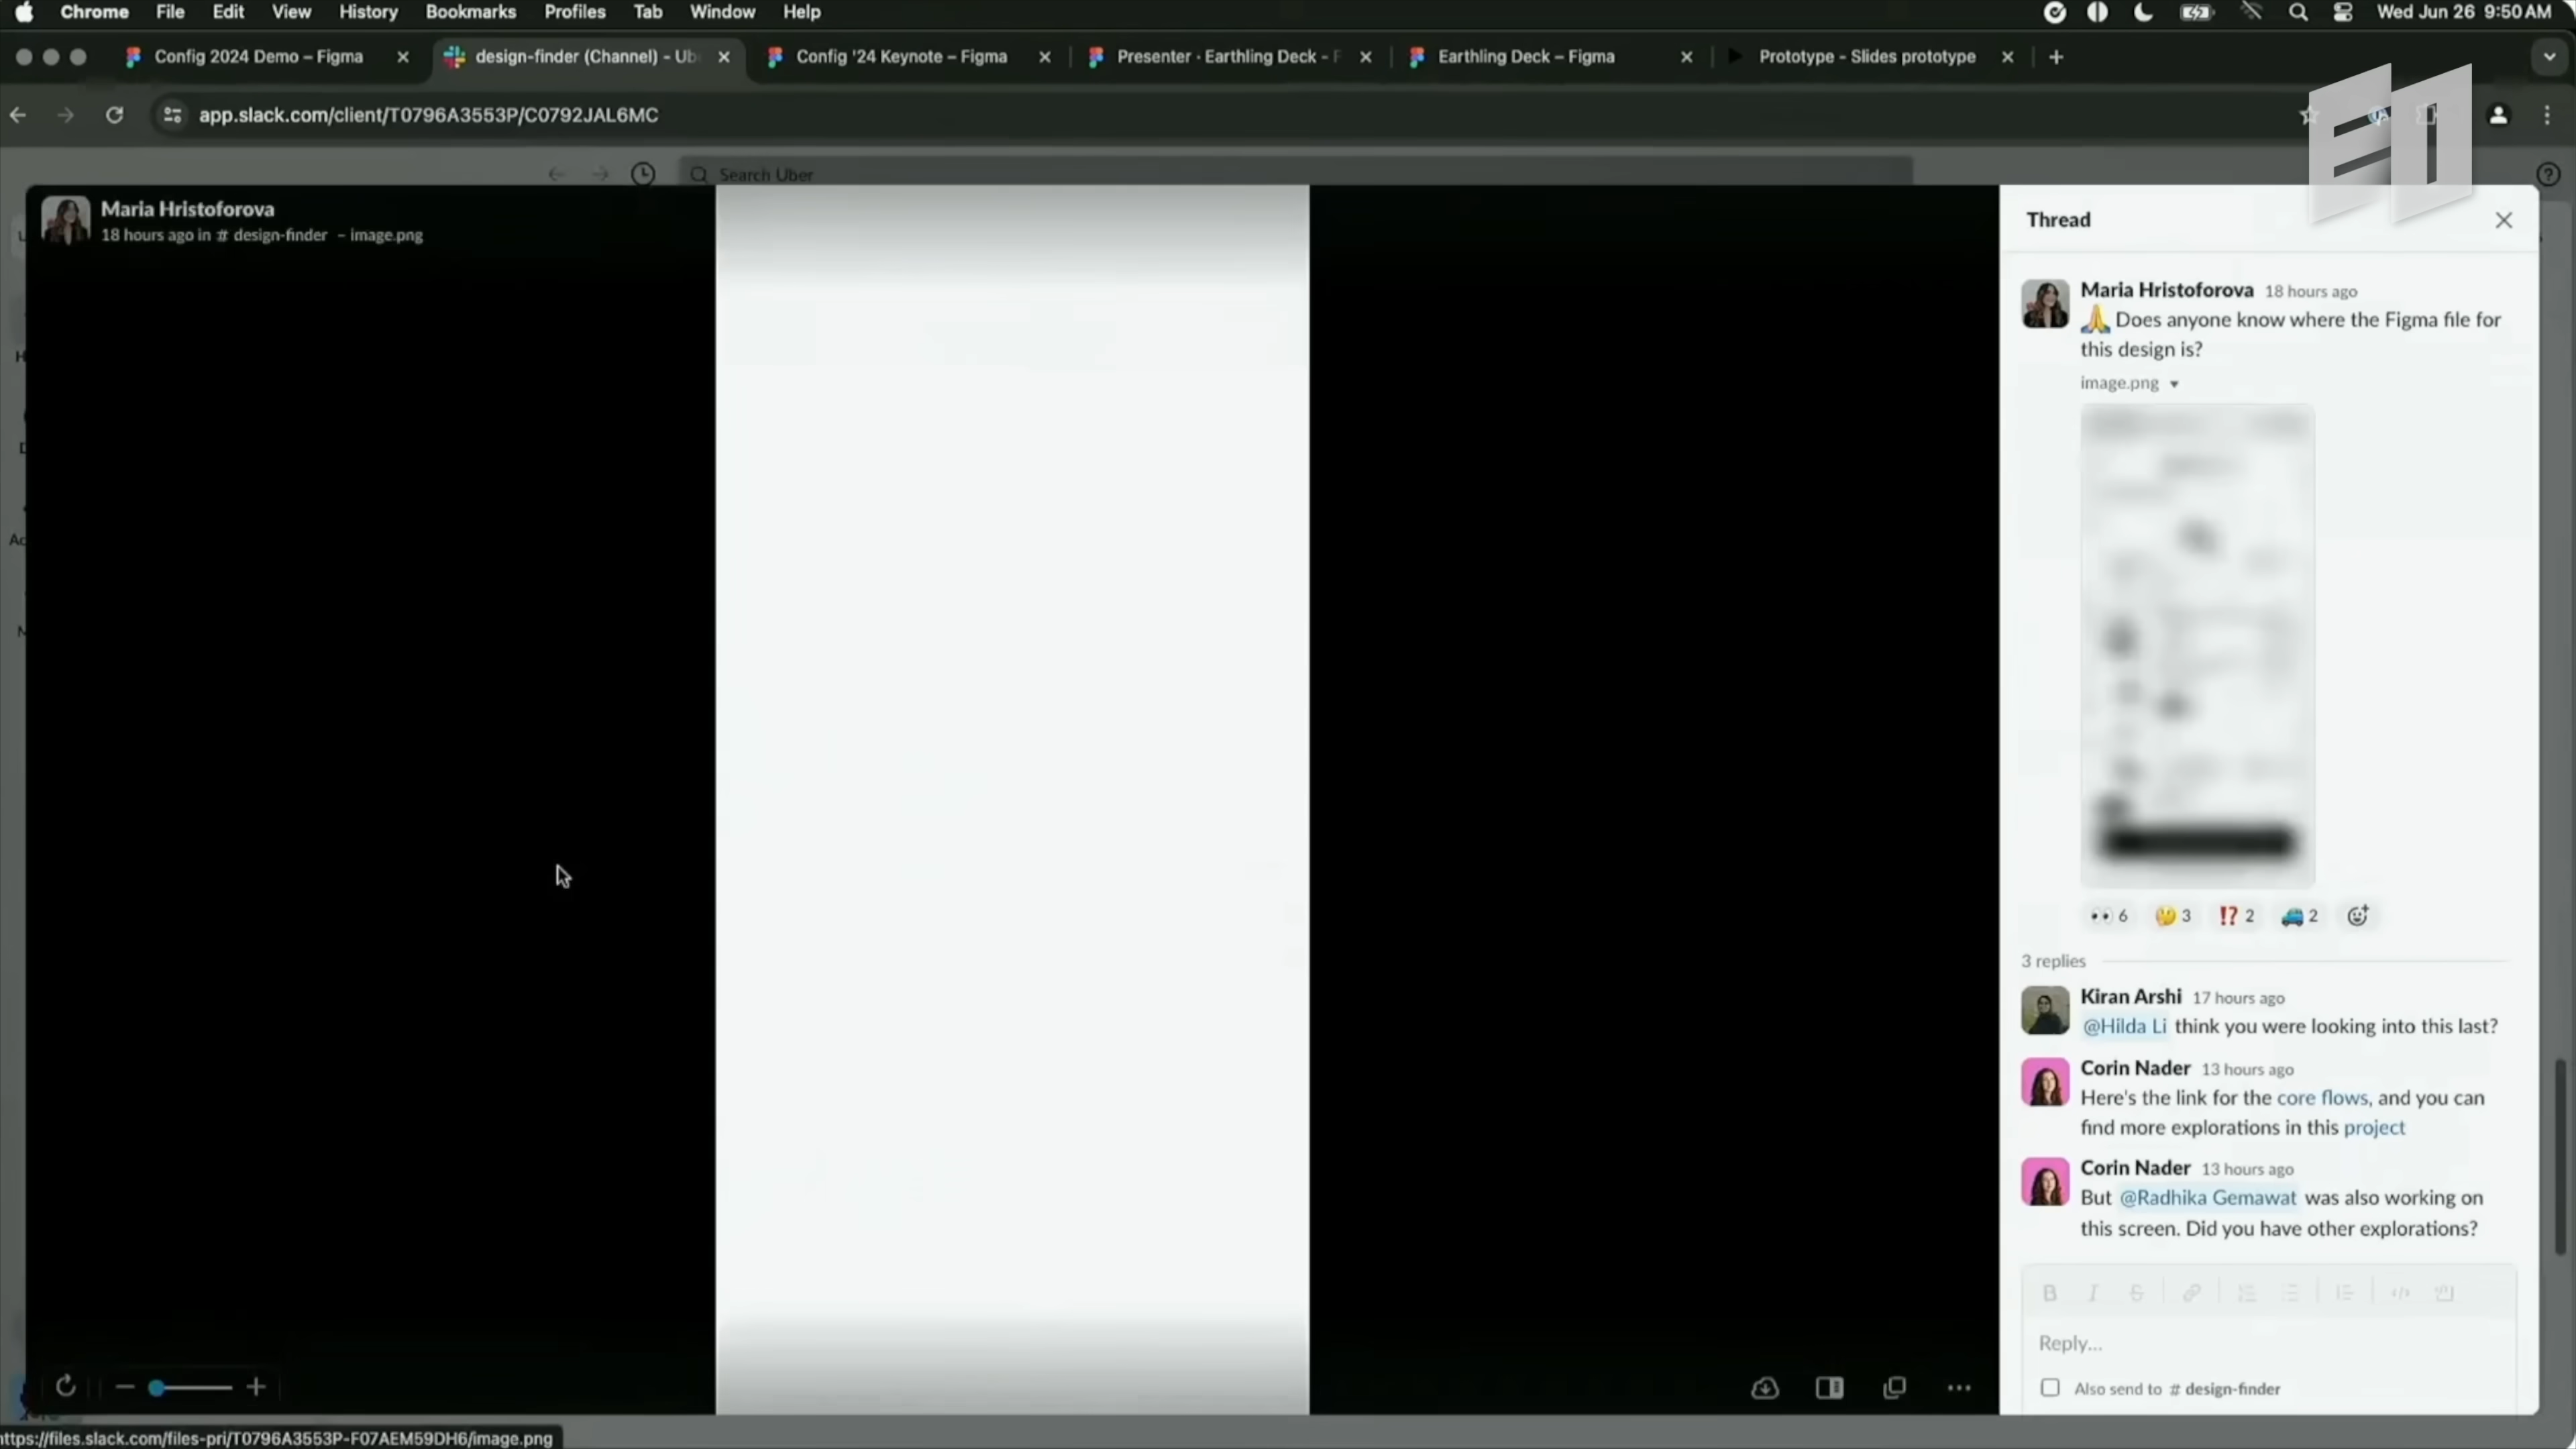 Chrome File Edit View History Bookmarks Profiles Tab Window Help Wed Jun 26 9:50 AM
Config 2024 Demo – Figma design-finder (Channel) - Ub Config '24 Keynote – Figma Presenter · Earthling Deck – F Earthling Deck – Figma Prototype - Slides prototype
app.slack.com/client/T0796A3553P/C0792JAL6MC
Search Uber
Maria Hristoforova
18 hours ago in # design-finder – image.png
Thread
Maria Hristoforova 18 hours ago
🙏 Does anyone know where the Figma file for
this design is?
image.png
👀 6 🤔 3 ⁉️ 2 🚙 2
3 replies
Kiran Arshi 17 hours ago
@Hilda Li think you were looking into this last?
Corin Nader 13 hours ago
Here's the link for the core flows, and you can
find more explorations in this project
Corin Nader 13 hours ago
But @Radhika Gemawat was also working on
this screen. Did you have other explorations?
Reply...
Also send to # design-finder
ttps://files.slack.com/files-pri/T0796A3553P-F07AEM59DH6/image.png